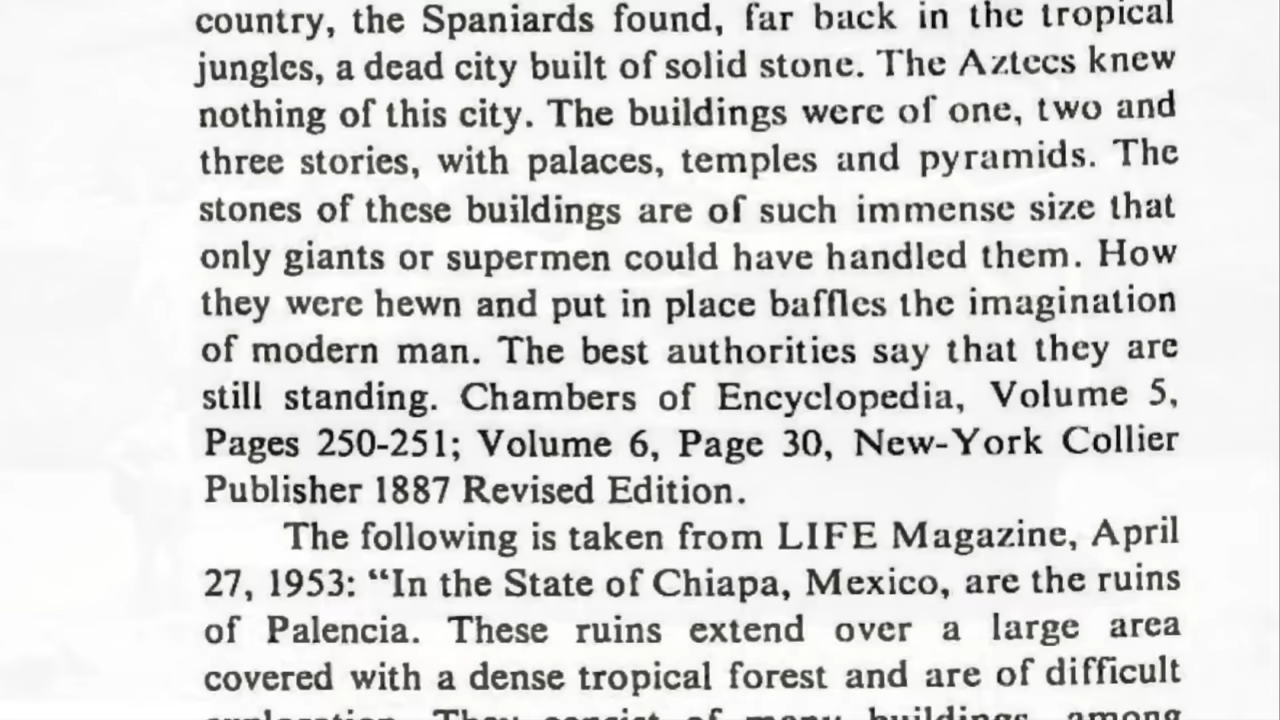 country, the Spaniards found, far back in the tropical
jungles, a dead city built of solid stone. The Aztecs knew
nothing of this city. The buildings were of one, two and
three stories, with palaces, temples and pyramids. The
stones of these buildings are of such immense size that
only giants or supermen could have handled them. How
they were hewn and put in place baffles the imagination
of modern man. The best authorities say that they are
still standing. Chambers of Encyclopedia, Volume 5,
Pages 250-251; Volume 6, Page 30, New-York Collier
Publisher 1887 Revised Edition.
The following is taken from LIFE Magazine, April
27, 1953: “In the State of Chiapa, Mexico, are the ruins
of Palencia. These ruins extend over a large area
covered with a dense tropical forest and are of difficult
exploration. They consist of many buildings, among